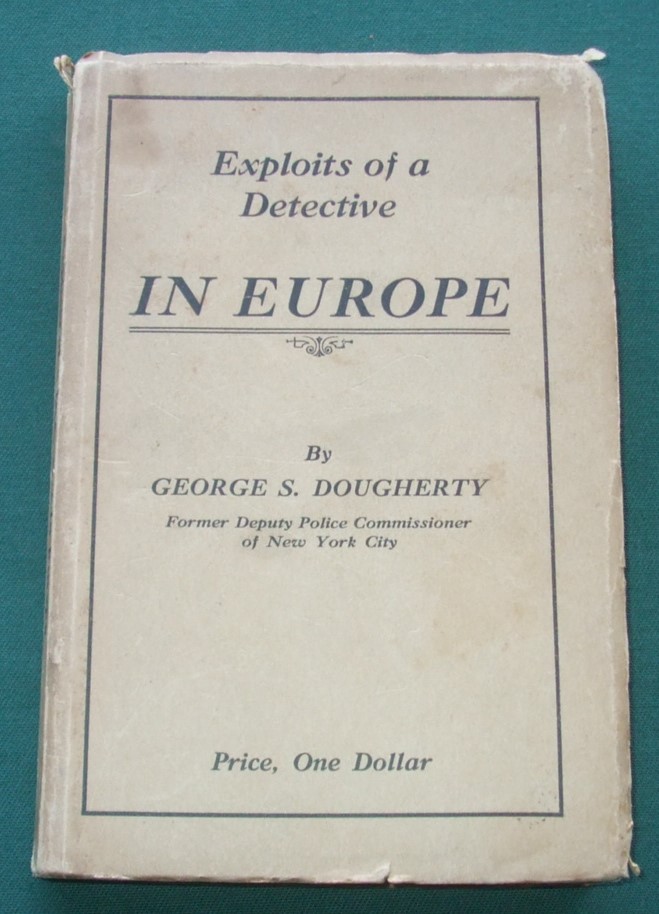 Exploits of a
Detective
IN EUROPE
By
GEORGE S. DOUGHERTY
Former Deputy Police Commissioner
of New York City
Price, One Dollar